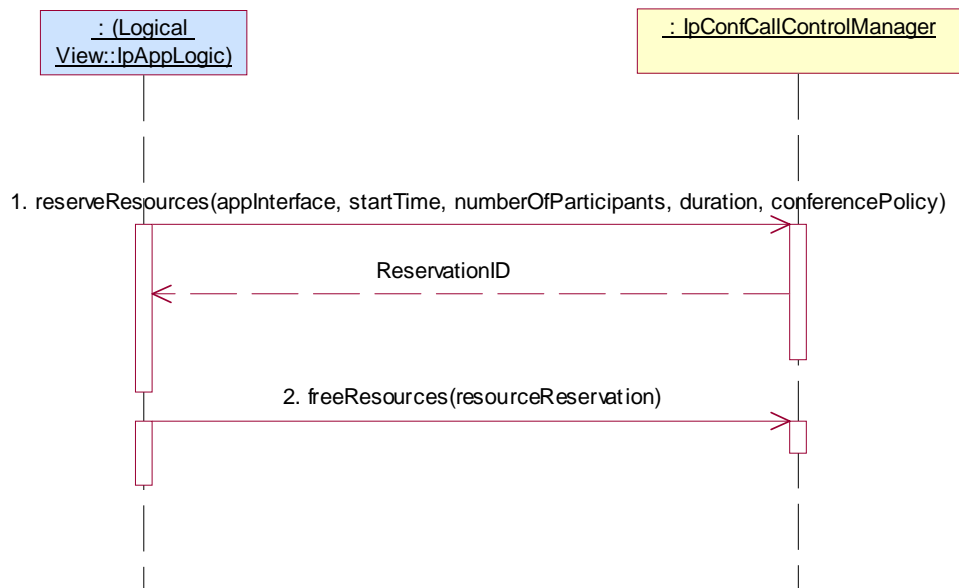 : (Logical
View::IpAppLogic)
: IpConfCallControlManager
1. reserveResources(appInterface, startTime, numberOfParticipants, duration, conferencePolicy)
ReservationID
2. freeResources(resourceReservation)